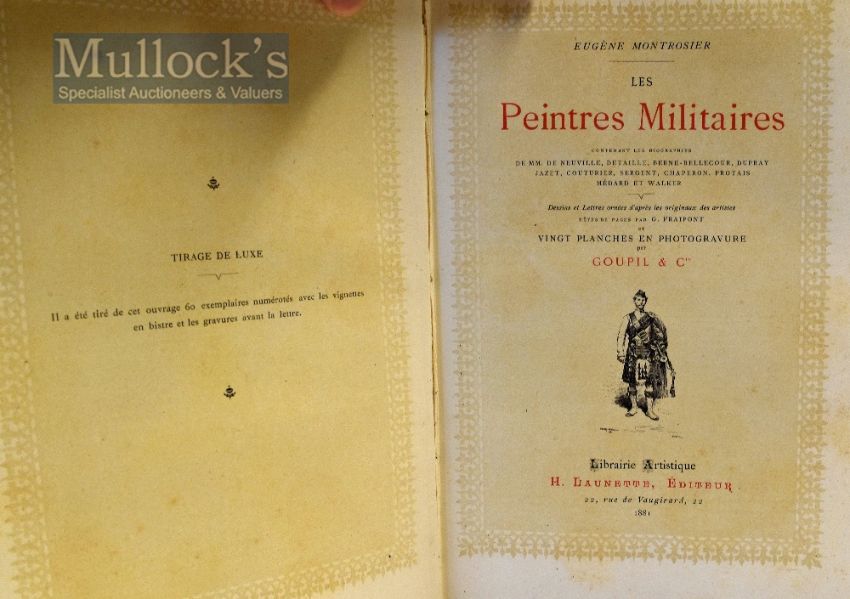 Mullock's
Specialist Auctioneers & Valuers
TIRAGE DE LUXE
Il a été tiré de cet ouvrage 60 exemplaires numérotés avec les vignettes
en bistre et les gravures avant la lettre.
EUGÈNE MONTROSIER
LES
Peintres Militaires
CONTENANT LES BIOGRAPHIES
DE MM. DE NEUVILLE, DETAILLE, BERNE-BELLECOUR, DUPRAY
JAZET, COUTURIER, SERGENT, CHAPERON, PROTAIS
MÉDARD ET WALKER
Dessins et Lettres ornées d'après les originaux des artistes
TÊTES DE PAGES PAR G. FRAIPONT
ET
VINGT PLANCHES EN PHOTOGRAVURE
PAR
GOUPIL & Cie
Librairie Artistique
H. LAUNETTE, ÉDITEUR
22, rue de Vaugirard, 22
1881